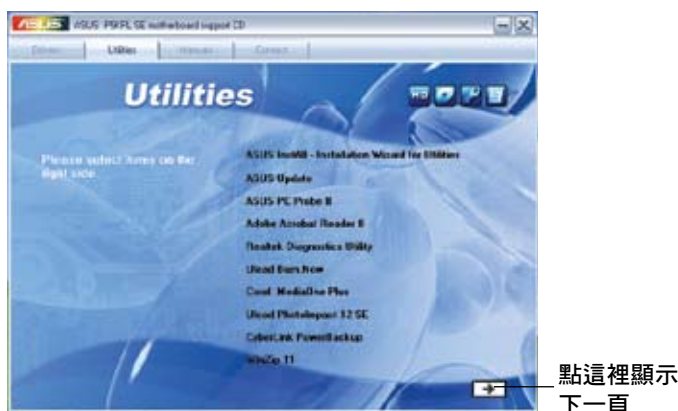 ASUS P5KPL SE motherboard support CD
Drivers Utilities Manuals Contact
Utilities
Please select items on the
right side.
ASUS InstAll - Installation Wizard for Utilities
ASUS Update
ASUS PC Probe II
Adobe Acrobat Reader 8
Realtek Diagnostics Utility
Ulead Burn.Now
Corel MediaOne Plus
Ulead PhotoImpact 12 SE
CyberLink PowerBackup
WinZip 11
點這裡顯示
下一頁